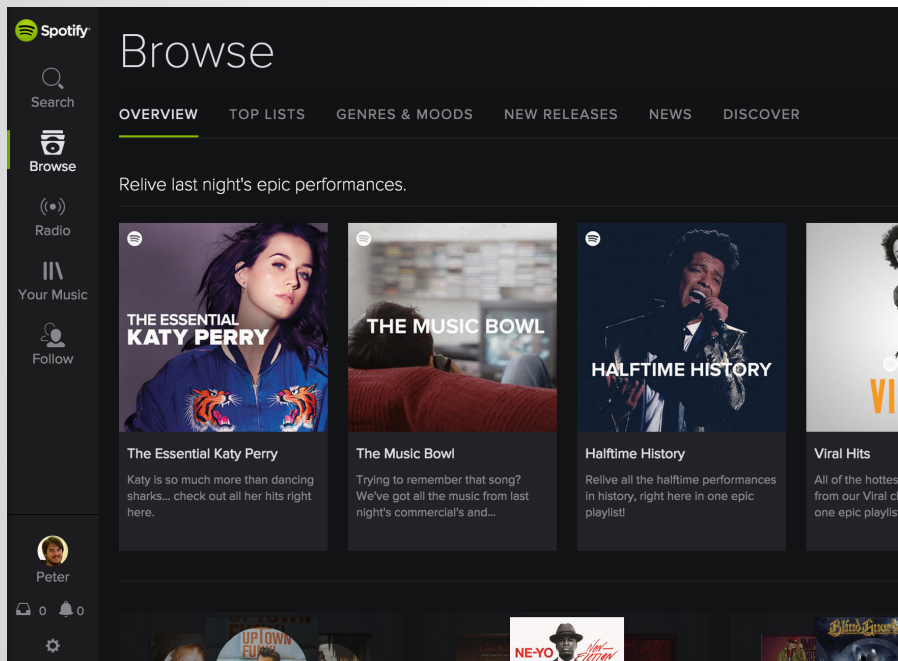 Spotify
Search
Browse
Radio
Your Music
Follow
Peter
0
0
Browse
OVERVIEW
TOP LISTS
GENRES & MOODS
NEW RELEASES
NEWS
DISCOVER
Relive last night's epic performances.
THE ESSENTIAL
KATY PERRY
The Essential Katy Perry
Katy is so much more than dancing
sharks... check out all her hits right
here.
THE MUSIC BOWL
The Music Bowl
Trying to remember that song?
We've got all the music from last
night's commercial's and...
HALFTIME HISTORY
Halftime History
Relive all the halftime performances
in history, right here in one epic
playlist!
VI
Viral Hits
All of the hottes
from our Viral c
one epic playlis
UPTOWN
FUNK
NE-YO
Non-
Fiction
Blind Guar